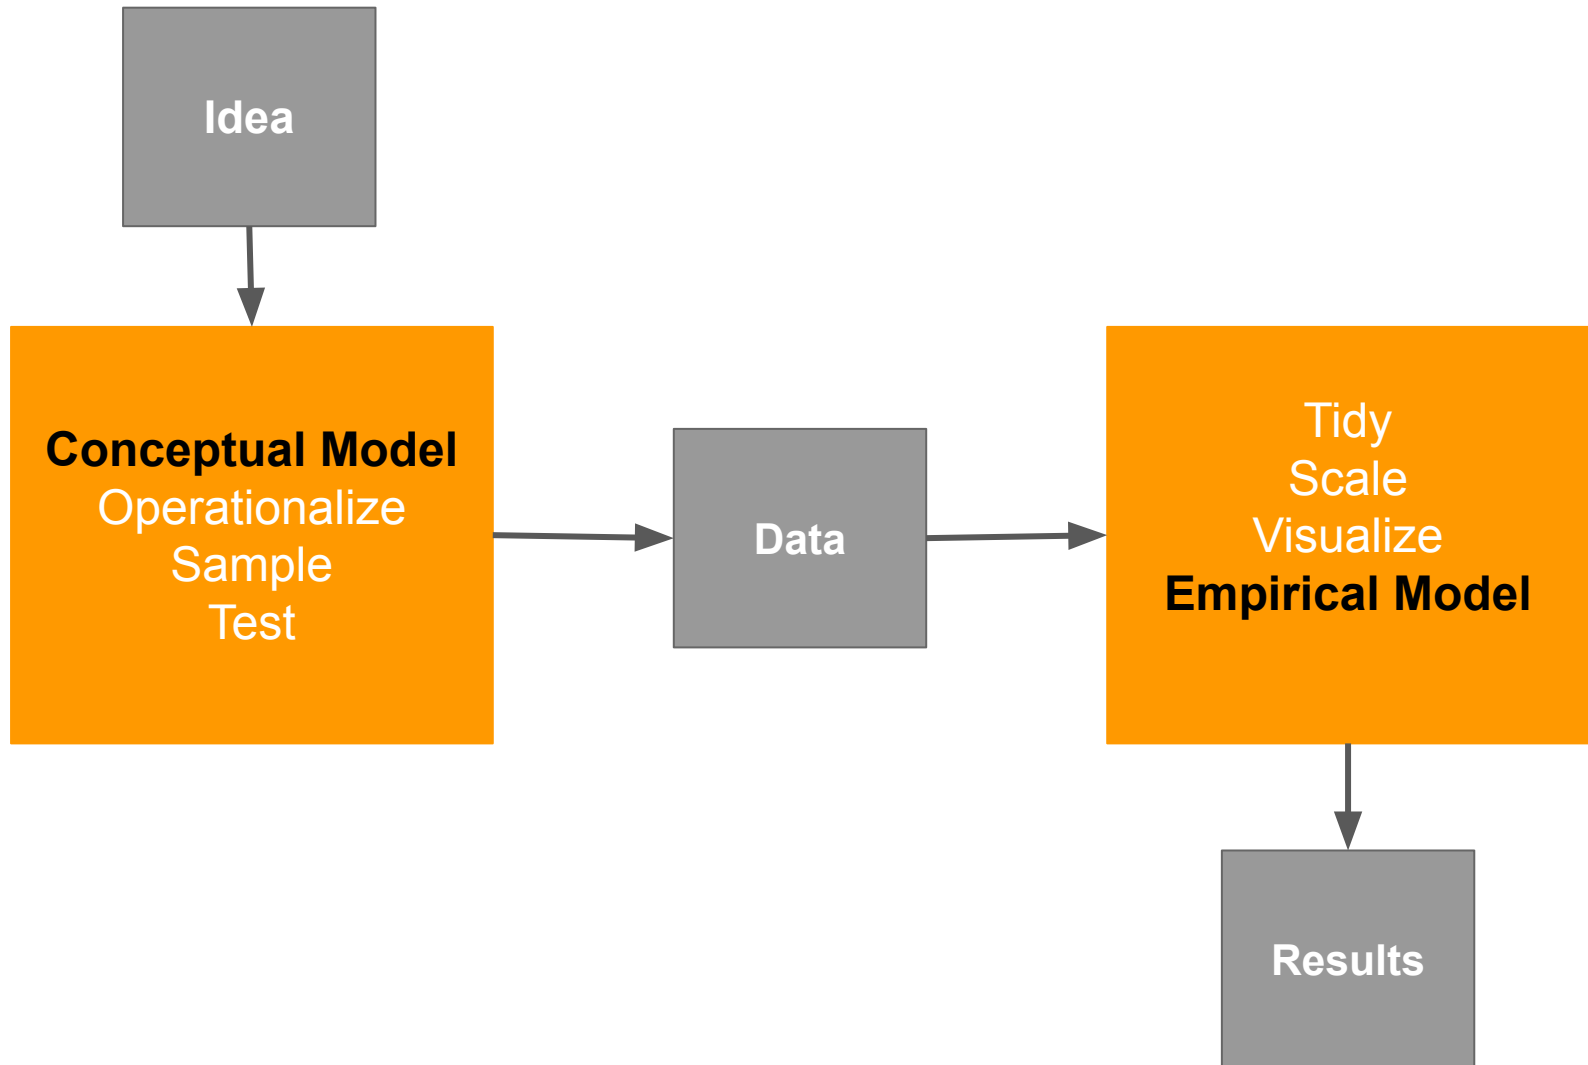 Idea
Conceptual Model
Operationalize
Sample
Test
Data
Tidy
Scale
Visualize
Empirical Model
Results